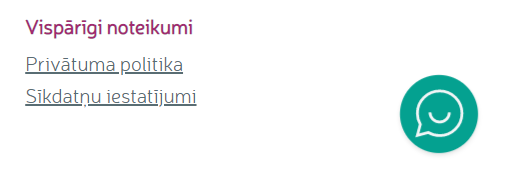 Vispārīgi noteikumi
Privātuma politika
Sīkdatņu iestatījumi